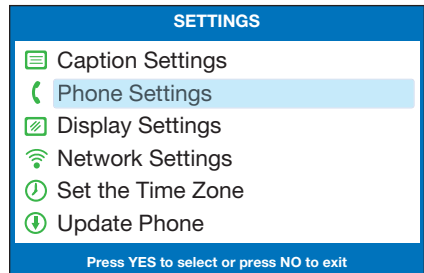 SETTINGS
Caption Settings
Phone Settings
Display Settings
Network Settings
Set the Time Zone
Update Phone
Press YES to select or press NO to exit